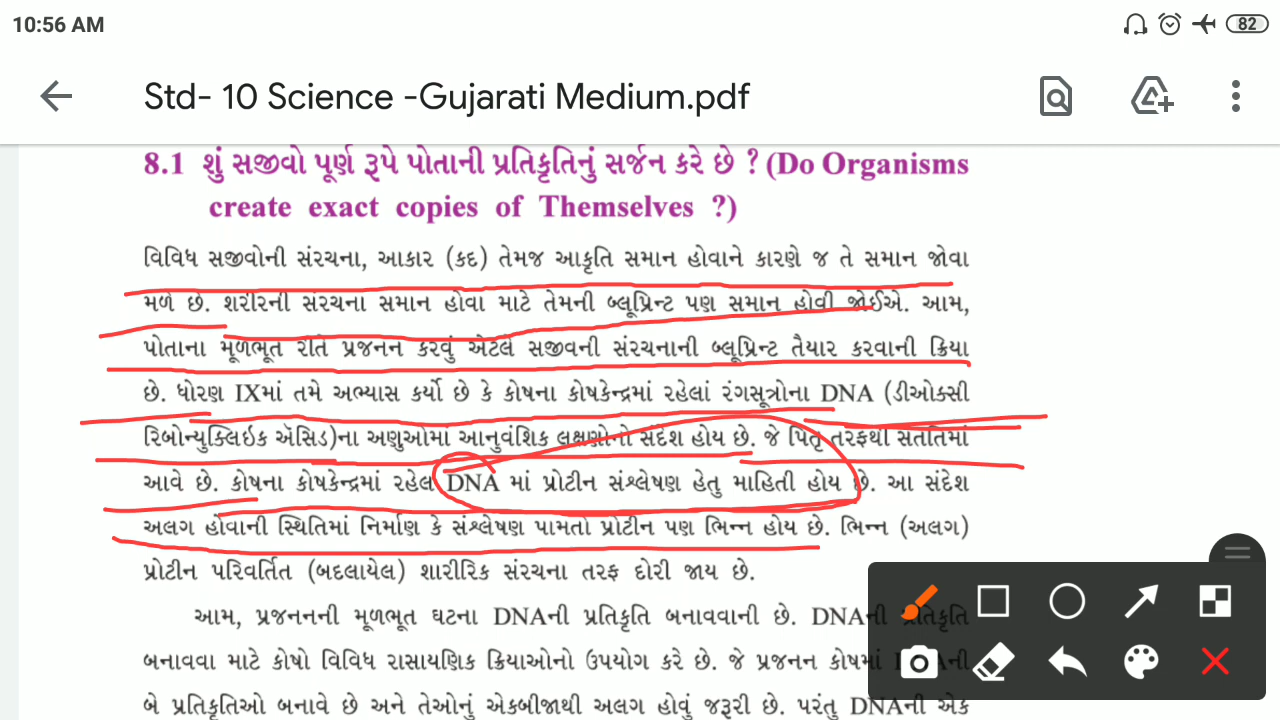 10:56 AM
82
Std- 10 Science -Gujarati Medium.pdf
8.1 શું સજીવો પૂર્ણ રૂપે પોતાની પ્રતિકૃતિનું સર્જન કરે છે ? (Do Organisms
create exact copies of Themselves ?)
વિવિધ સજીવોની સંરચના, આકાર (કદ) તેમજ આકૃતિ સમાન હોવાને કારણે જ તે સમાન જોવા
મળે છે. શરીરની સંરચના સમાન હોવા માટે તેમની બ્લૂપ્રિન્ટ પણ સમાન હોવી જોઈએ. આમ,
પોતાના મૂળભૂત રીતે પ્રજનન કરવું એટલે સજીવની સંરચનાની બ્લૂપ્રિન્ટ તૈયાર કરવાની ક્રિયા
છે. ધોરણ IXમાં તમે અભ્યાસ કર્યો છે કે કોષના કોષકેન્દ્રમાં રહેલાં રંગસૂત્રોના DNA (ડીઓક્સી
રિબોન્યુક્લિઇક ઍસિડ)ના અણુઓમાં આનુવંશિક લક્ષણોનો સંદેશ હોય છે. જે પિતૃ તરફથી સંતતિમાં
આવે છે. કોષના કોષકેન્દ્રમાં રહેલ DNA માં પ્રોટીન સંશ્લેષણ હેતુ માહિતી હોય છે. આ સંદેશ
અલગ હોવાની સ્થિતિમાં નિર્માણ કે સંશ્લેષણ પામતો પ્રોટીન પણ ભિન્ન હોય છે. ભિન્ન (અલગ)
પ્રોટીન પરિવર્તિત (બદલાયેલ) શારીરિક સંરચના તરફ દોરી જાય છે.
આમ, પ્રજનનની મૂળભૂત ઘટના DNAની પ્રતિકૃતિ બનાવવાની છે. DNAની પ્રતિકૃતિ
બનાવવા માટે કોષો વિવિધ રાસાયણિક ક્રિયાઓનો ઉપયોગ કરે છે. જે પ્રજનન કોષમાં DNAની
બે પ્રતિકૃતિઓ બનાવે છે અને તેઓનું એકબીજાથી અલગ હોવું જરૂરી છે. પરંતુ DNAની એક